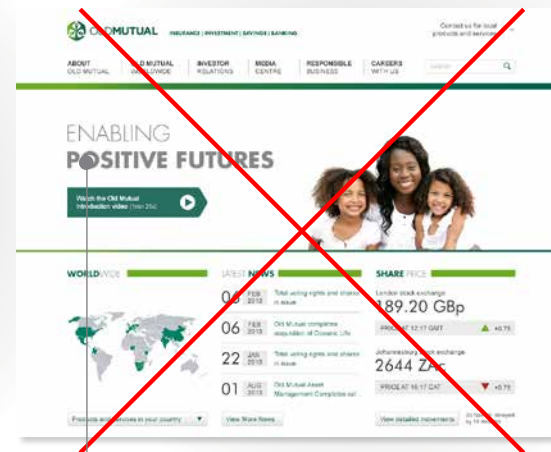 OLDMUTUAL
INSURANCE | INVESTMENT | SAVINGS | BANKING
Contact us for local
products and services
ABOUT
OLD MUTUAL
OLD MUTUAL
WORLDWIDE
INVESTOR
RELATIONS
MEDIA
CENTRE
RESPONSIBLE
BUSINESS
CAREERS
WITH US
ENABLING
POSITIVE FUTURES
Watch the Old Mutual
introduction video
WORLDWIDE
LATEST NEWS
06 FEB 2013
Total voting rights and shares
in issue
06 FEB 2013
Old Mutual completes
acquisition of Oceanic Life
22 JAN 2013
Total voting rights and shares
in issue
01 AUG 2013
Old Mutual Asset
Management Completes
SHARE PRICE
London stock exchange
189.20 GBp
PRICE AT 12:17 GMT
Johannesburg stock exchange
2644 ZAc
PRICE AT 16:17 CAT
Products and services in your country
View More News
View detailed movements